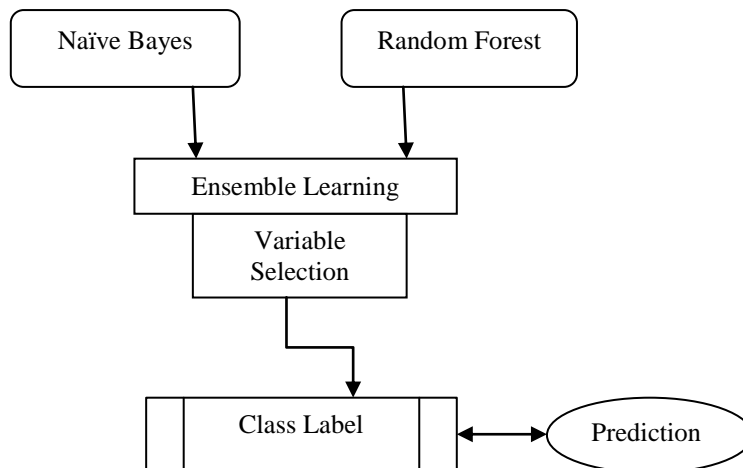 Naïve Bayes
Random Forest
Ensemble Learning
Variable
Selection
Class Label
Prediction